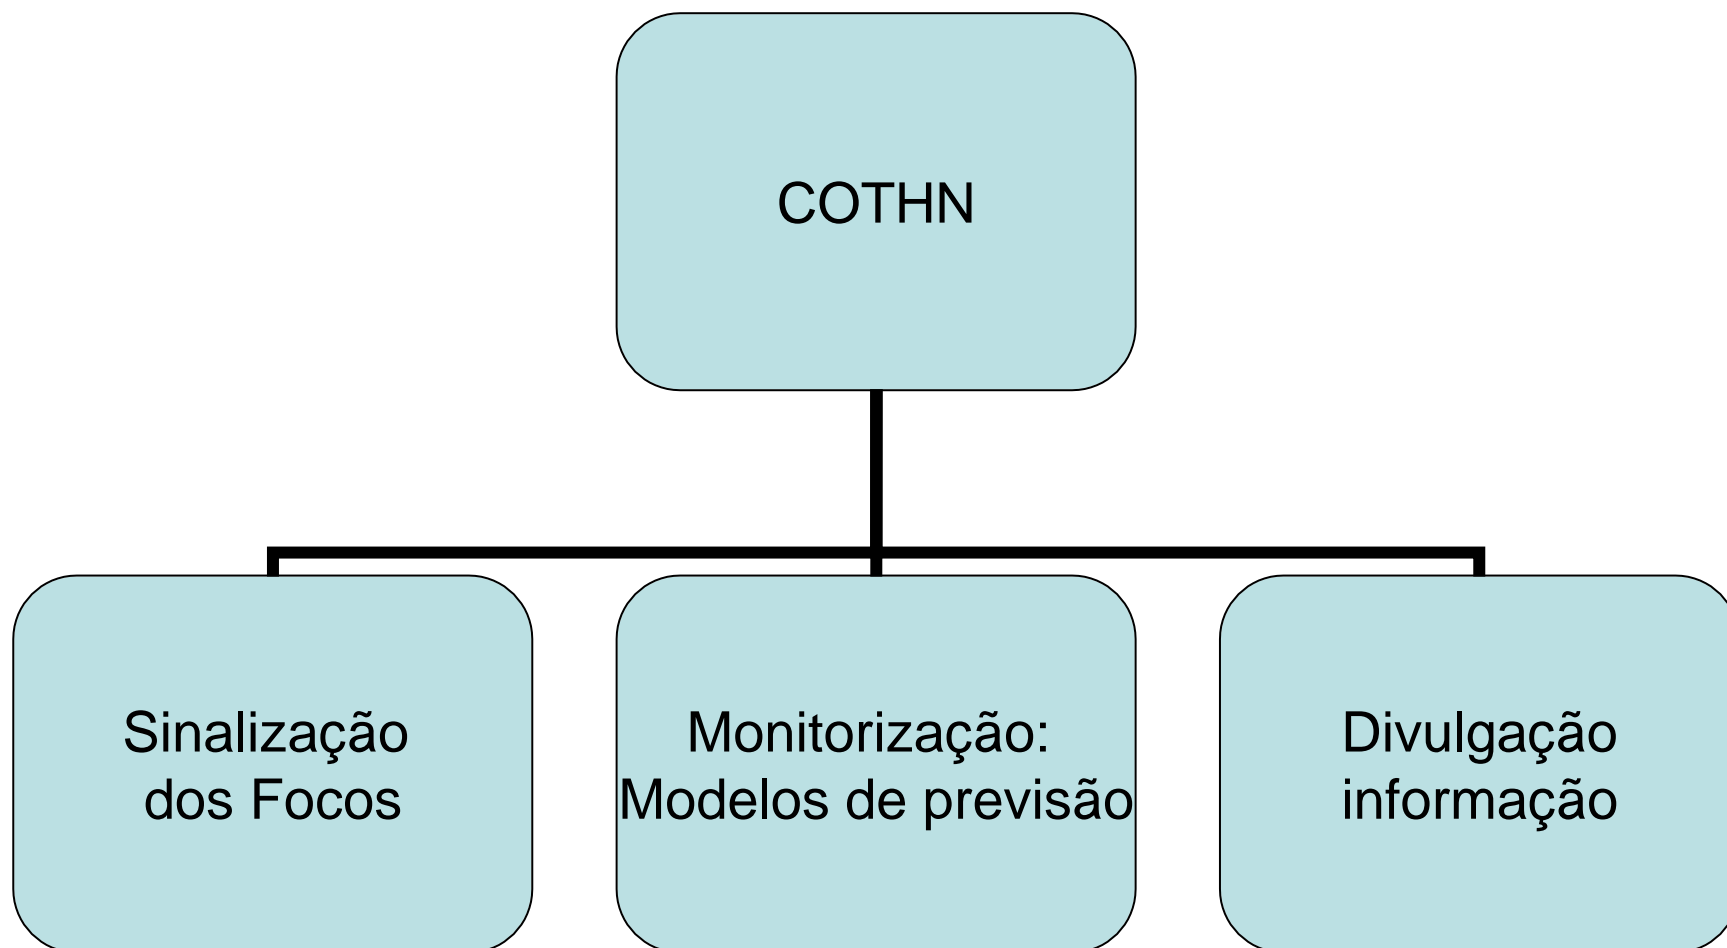 COTHN
Sinalização
dos Focos
Monitorização:
Modelos de previsão
Divulgação
informação